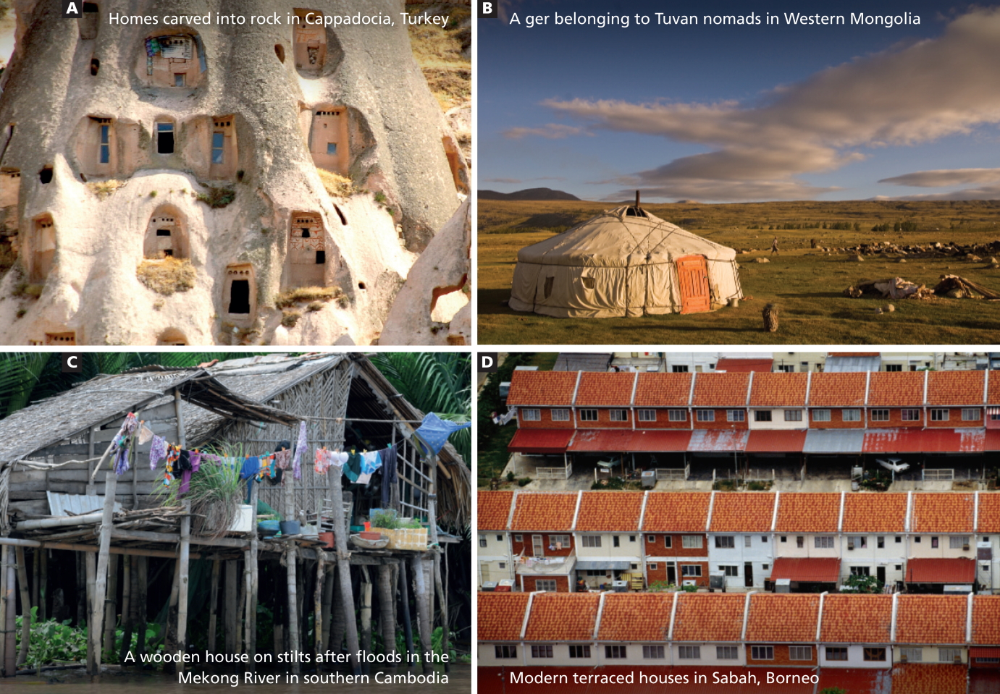 A
Homes carved into rock in Cappadocia, Turkey
B
A ger belonging to Tuvan nomads in Western Mongolia
C
A wooden house on stilts after floods in the
Mekong River in southern Cambodia
D
Modern terraced houses in Sabah, Borneo